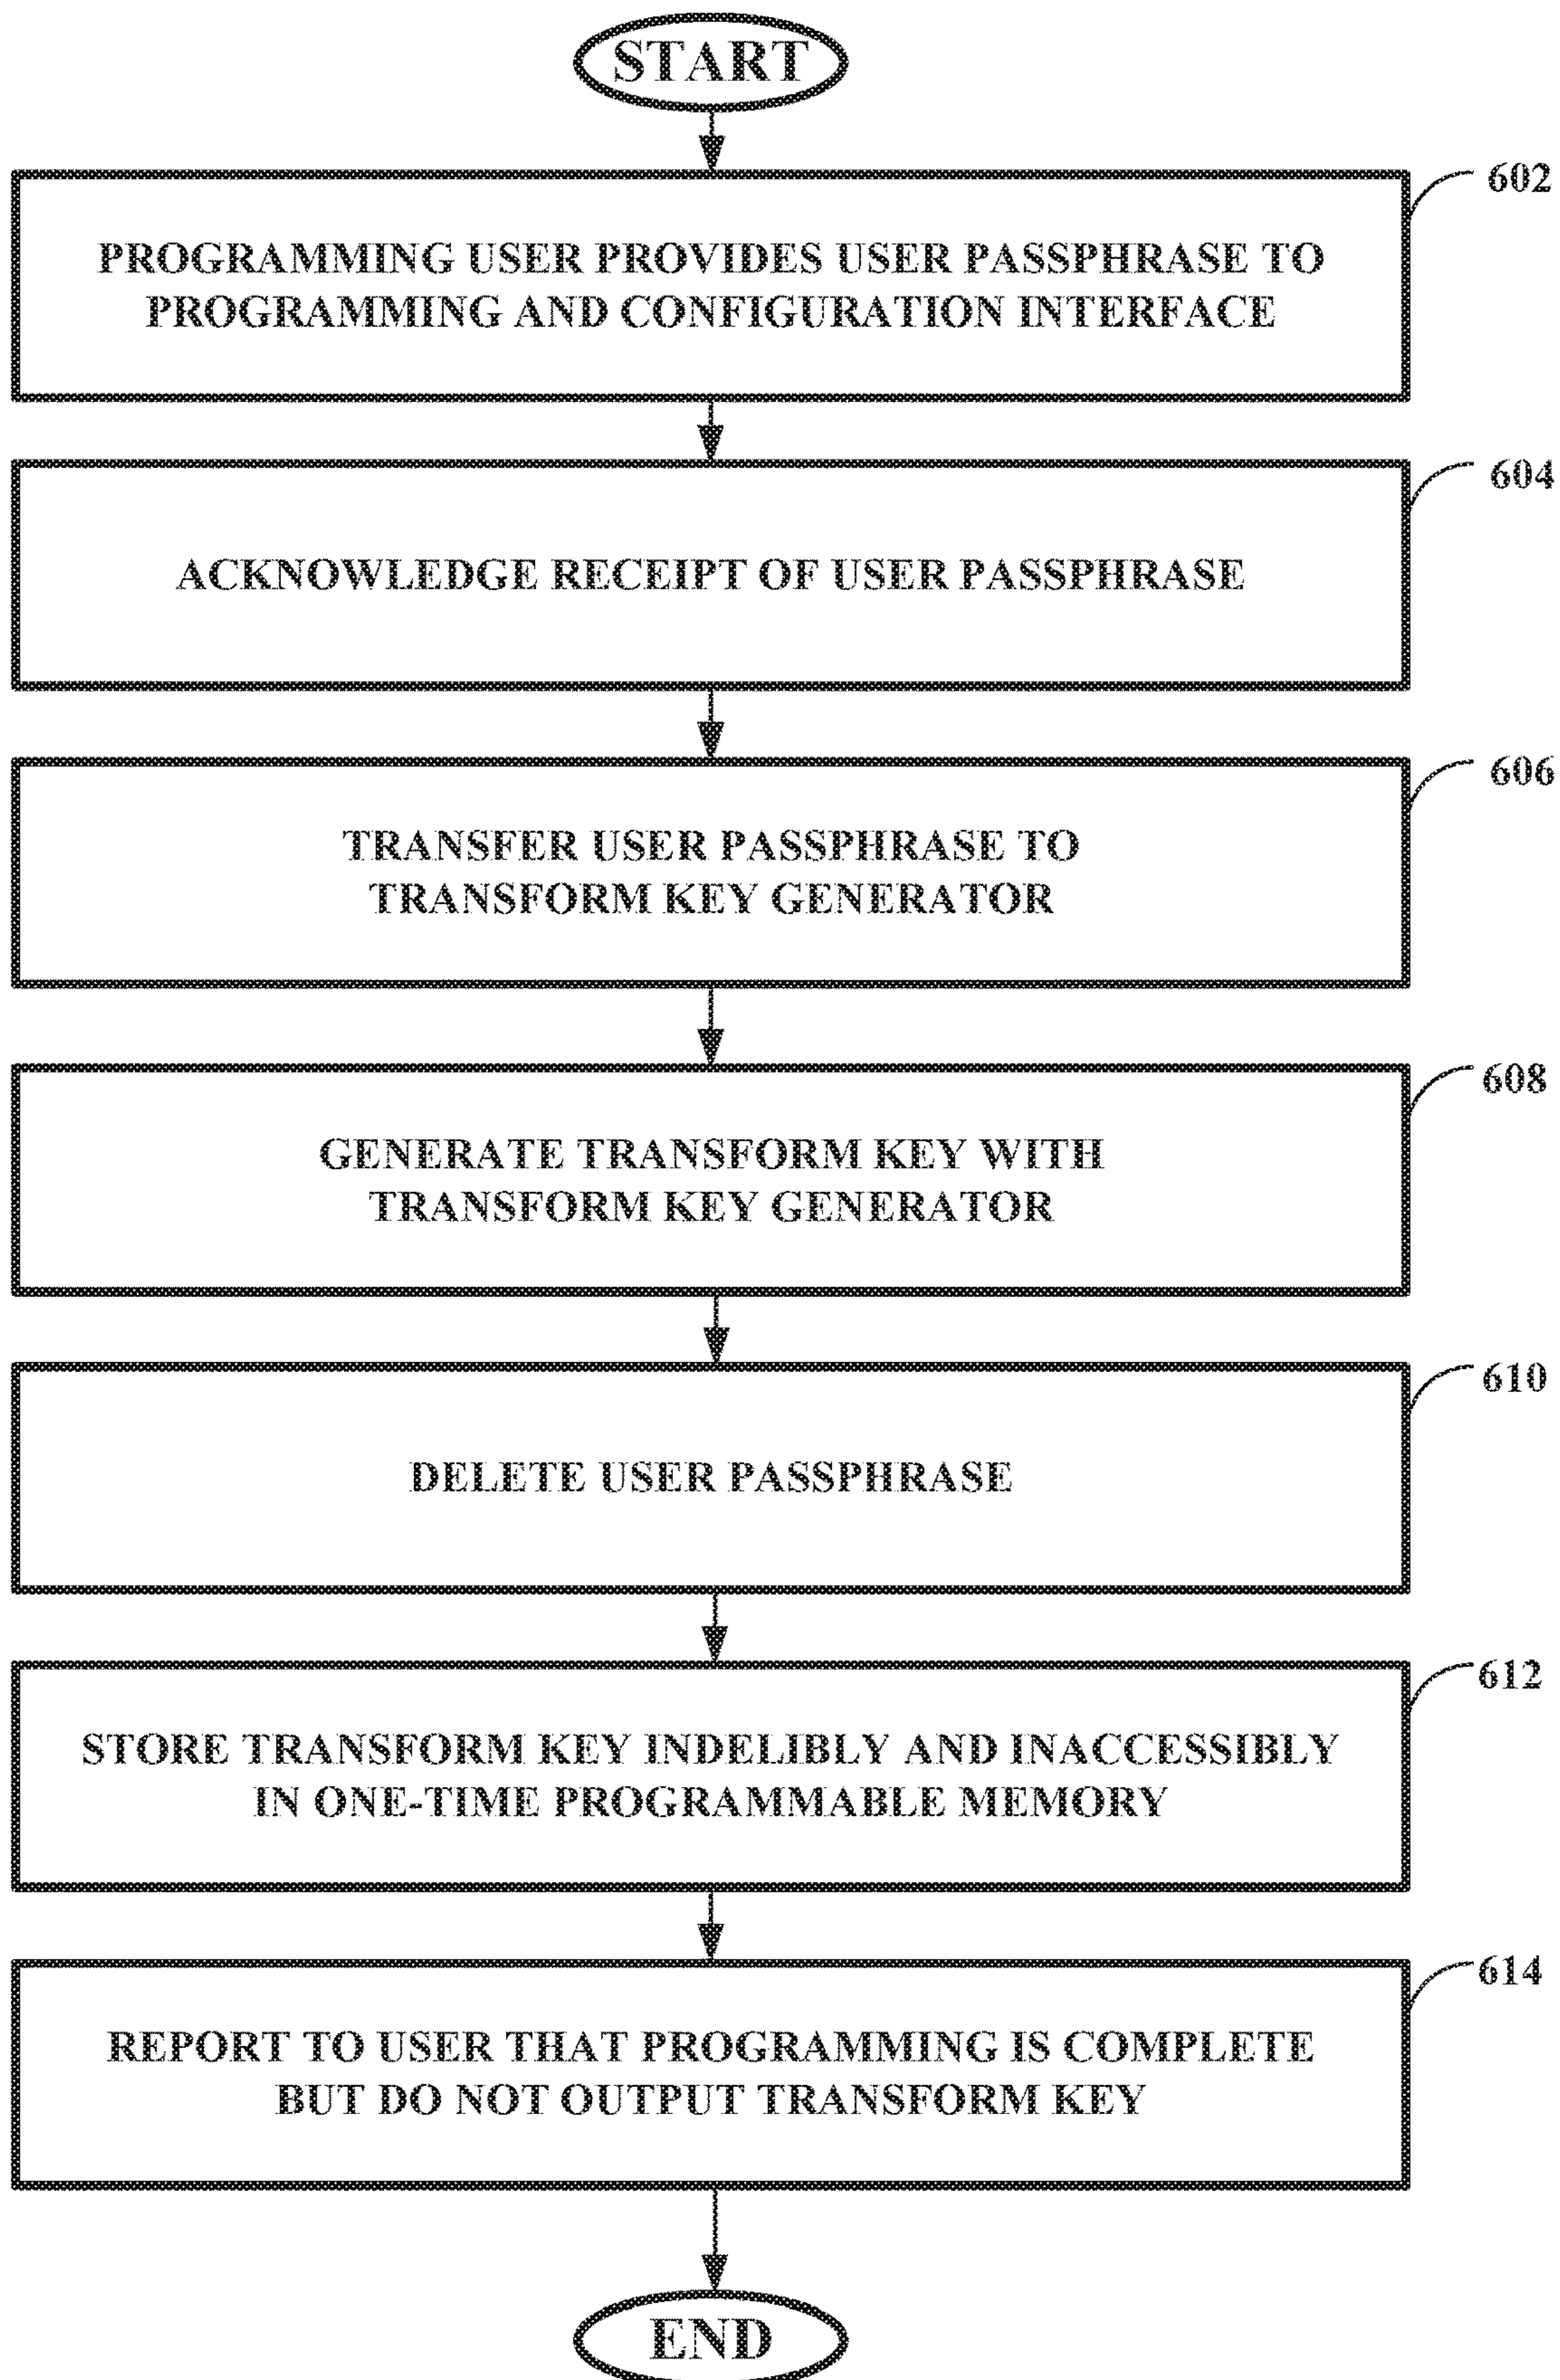 START
602
PROGRAMMING USER PROVIDES USER PASSPHRASE TO
PROGRAMMING AND CONFIGURATION INTERFACE
604
ACKNOWLEDGE RECEIPT OF USER PASSPHRASE
606
TRANSFER USER PASSPHRASE TO
TRANSFORM KEY GENERATOR
608
GENERATE TRANSFORM KEY WITH
TRANSFORM KEY GENERATOR
610
DELETE USER PASSPHRASE
612
STORE TRANSFORM KEY INDELIBLY AND INACCESSIBLY
IN ONE-TIME PROGRAMMABLE MEMORY
614
REPORT TO USER THAT PROGRAMMING IS COMPLETE
BUT DO NOT OUTPUT TRANSFORM KEY
END